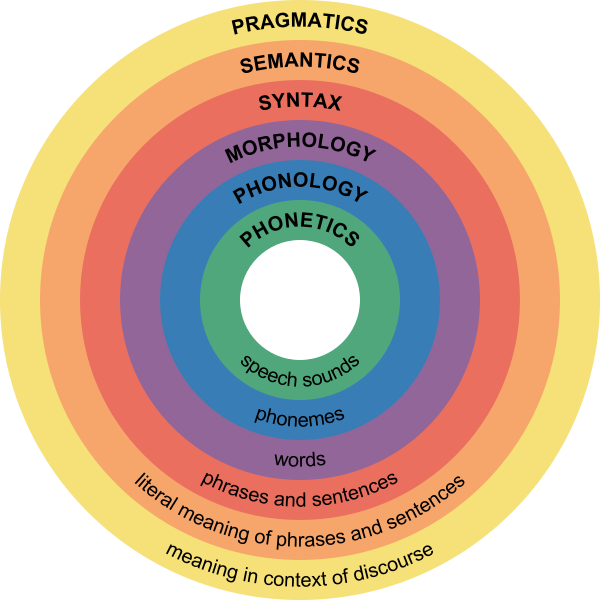 PRAGMATICS
SEMANTICS
SYNTAX
MORPHOLOGY
PHONOLOGY
PHONETICS
speech sounds
phonemes
words
phrases and sentences
literal meaning of phrases and sentences
meaning in context of discourse